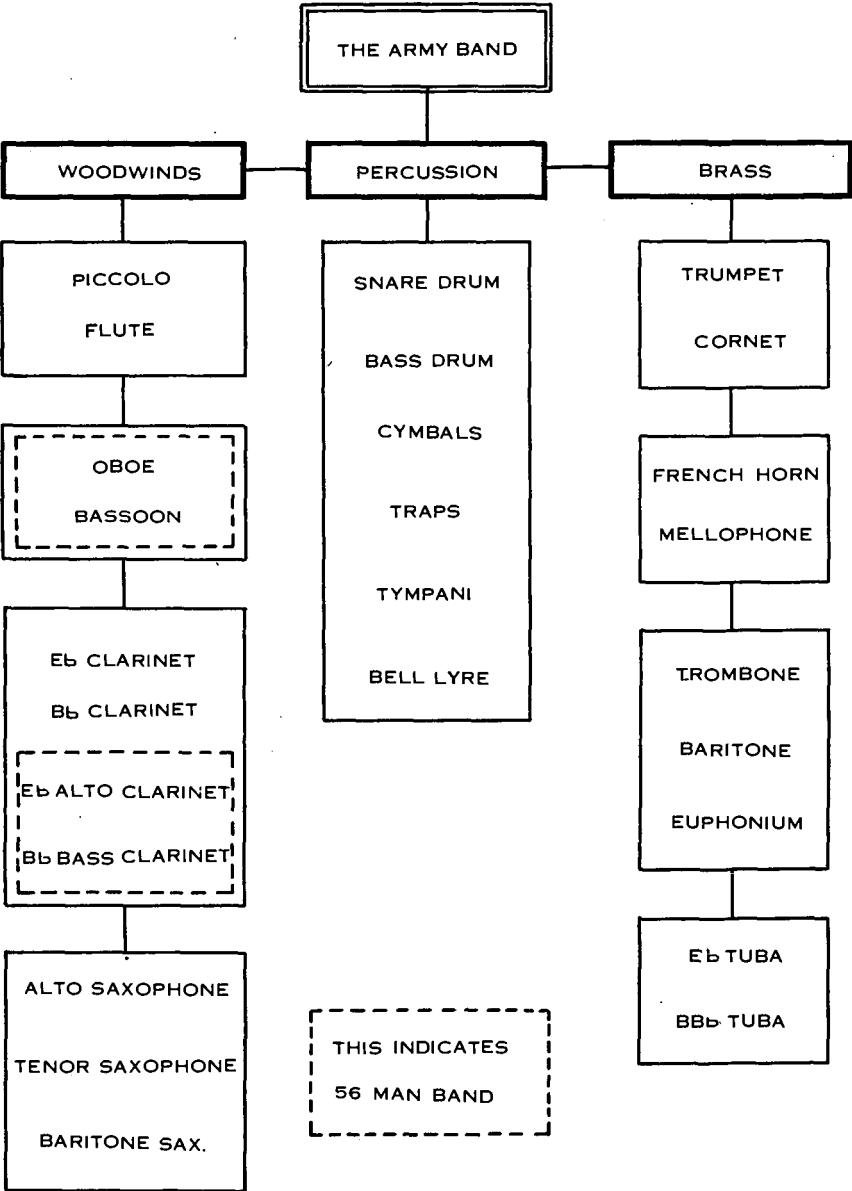 THE ARMY BAND
WOODWINDS
PERCUSSION
BRASS
PICCOLO
FLUTE
OBOE
BASSOON
E♭ CLARINET
B♭ CLARINET
E♭ ALTO CLARINET
B♭ BASS CLARINET
ALTO SAXOPHONE
TENOR SAXOPHONE
BARITONE SAX.
SNARE DRUM
BASS DRUM
CYMBALS
TRAPS
TYMPANI
BELL LYRE
TRUMPET
CORNET
FRENCH HORN
MELLOPHONE
TROMBONE
BARITONE
EUPHONIUM
E♭ TUBA
BB♭ TUBA
THIS INDICATES
56 MAN BAND